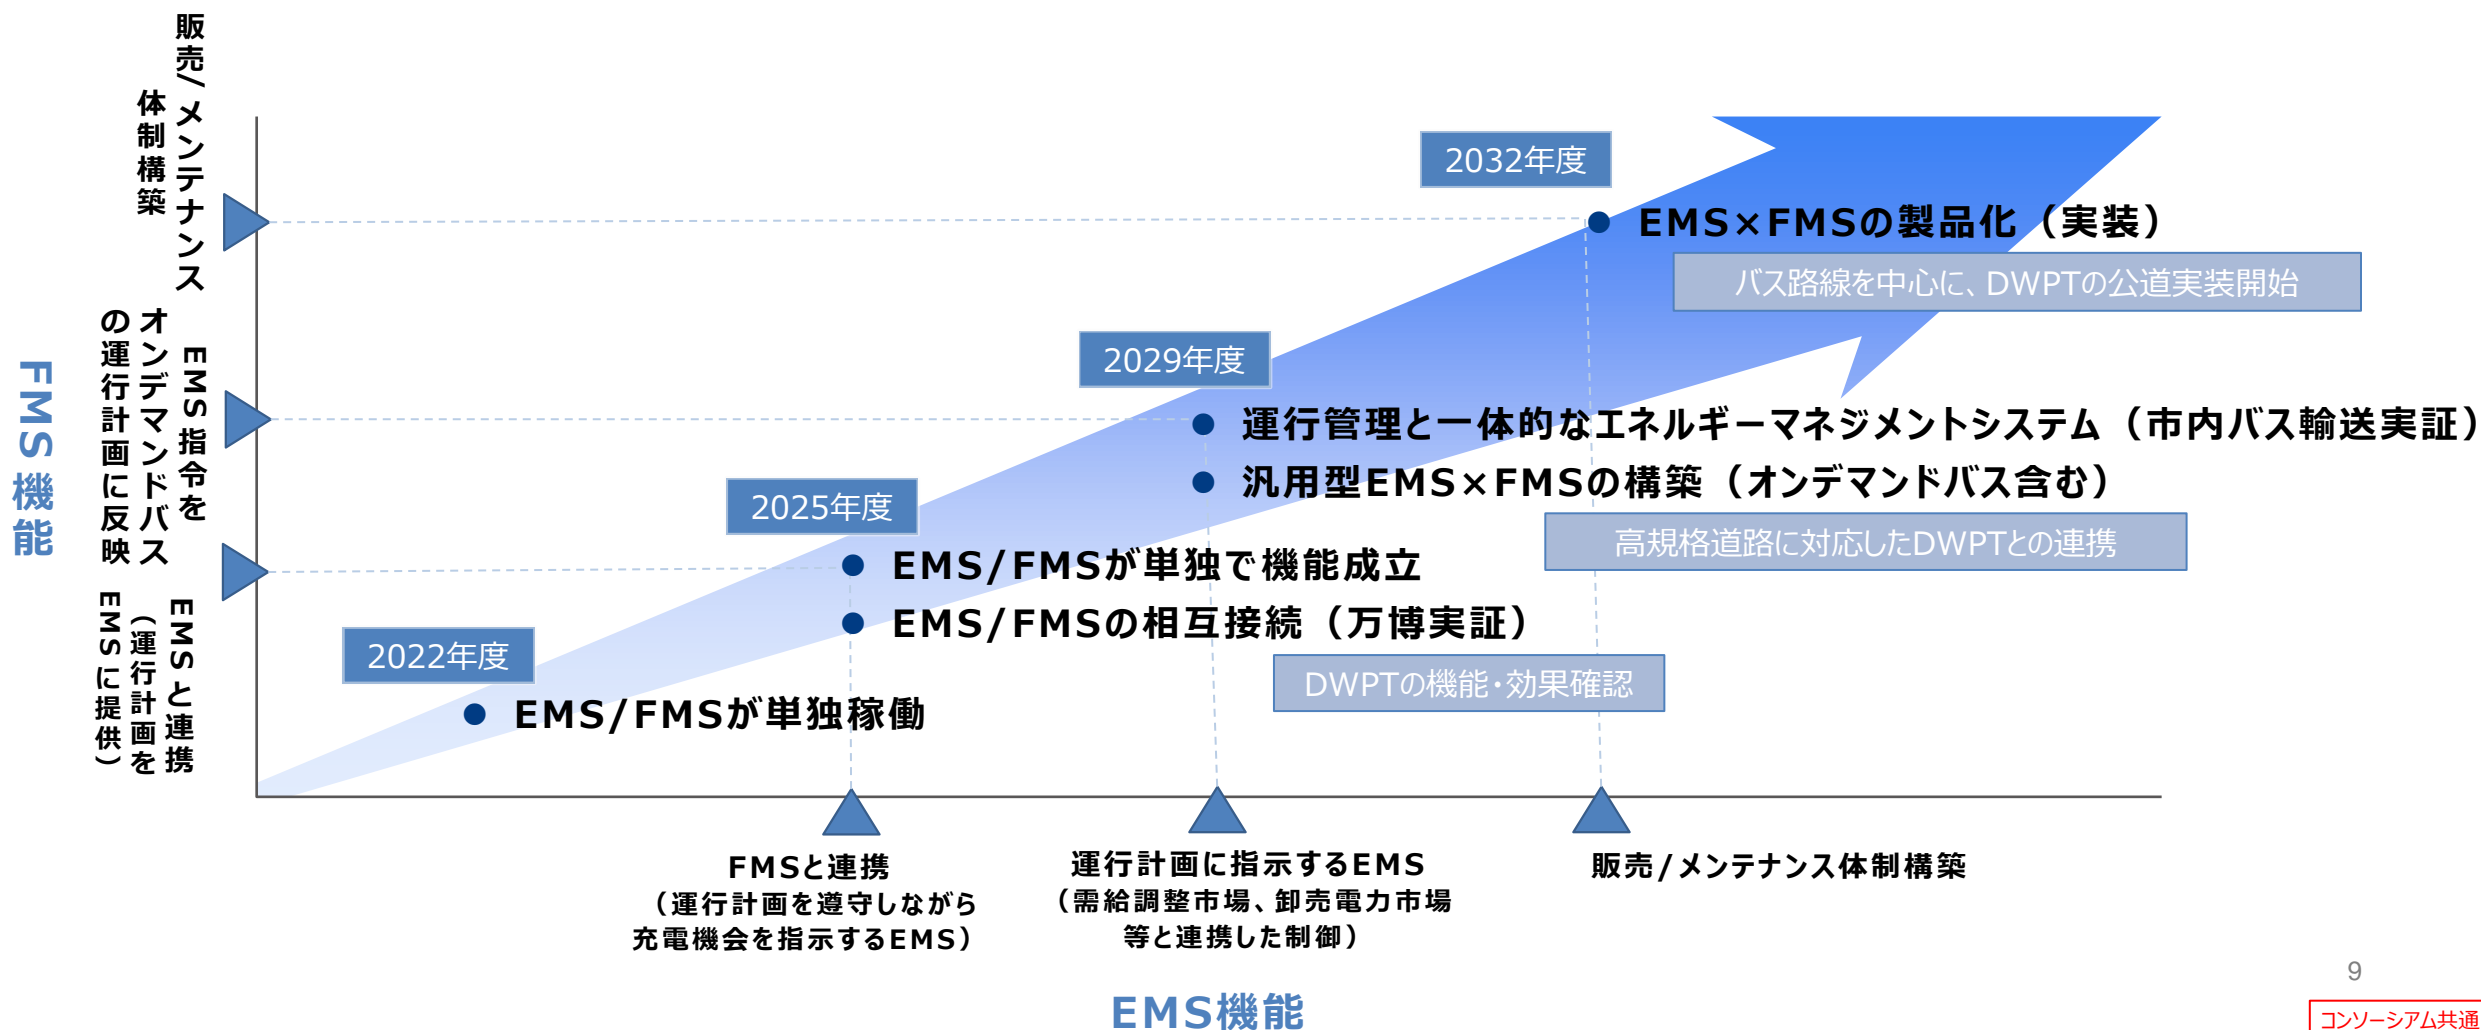 FMS機能
販売/メンテナンス
体制構築
EMS指令を
オンデマンドバス
の運行計画に反映
EMSと連携
（運行計画を
EMSに提供）
2032年度
EMS×FMSの製品化（実装）
バス路線を中心に、DWPTの公道実装開始
2029年度
運行管理と一体的なエネルギーマネジメントシステム（市内バス輸送実証）
汎用型EMS×FMSの構築（オンデマンドバス含む）
高規格道路に対応したDWPTとの連携
2025年度
EMS/FMSが単独で機能成立
EMS/FMSの相互接続（万博実証）
DWPTの機能・効果確認
2022年度
EMS/FMSが単独稼働
FMSと連携
（運行計画を遵守しながら
充電機会を指示するEMS）
運行計画に指示するEMS
（需給調整市場、卸売電力市場
等と連携した制御）
販売/メンテナンス体制構築
EMS機能
9
コンソーシアム共通